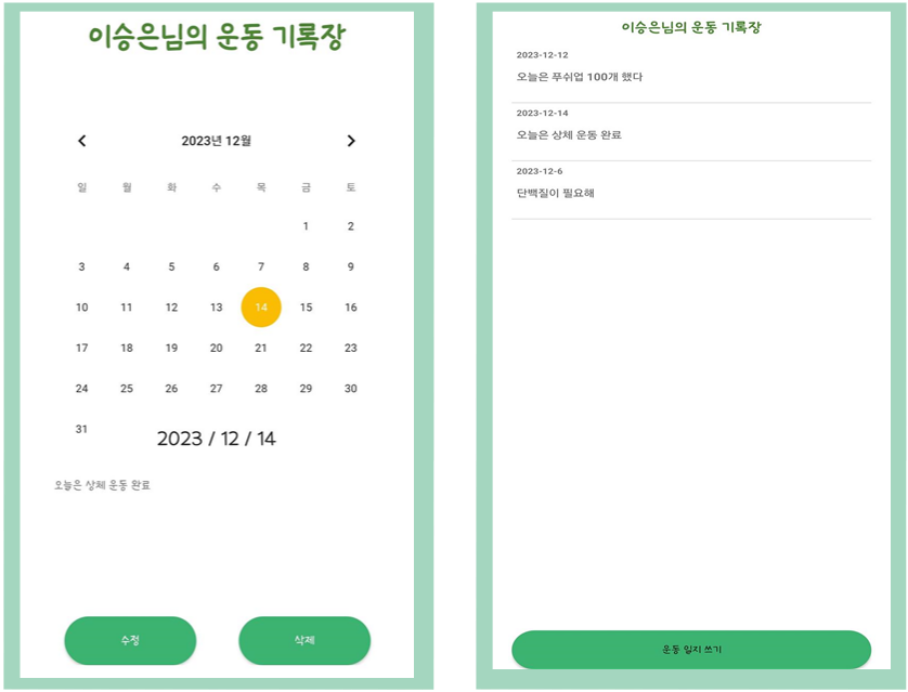 이승은님의 운동 기록장
2023년 12월
일 월 화 수 목 금 토
1 2
3 4 5 6 7 8 9
10 11 12 13 14 15 16
17 18 19 20 21 22 23
24 25 26 27 28 29 30
31
2023 / 12 / 14
오늘은 상체 운동 완료
수정 삭제
이승은님의 운동 기록장
2023-12-12
오늘은 푸쉬업 100개 했다
2023-12-14
오늘은 상체 운동 완료
2023-12-6
단백질이 필요해
운동 일지 쓰기